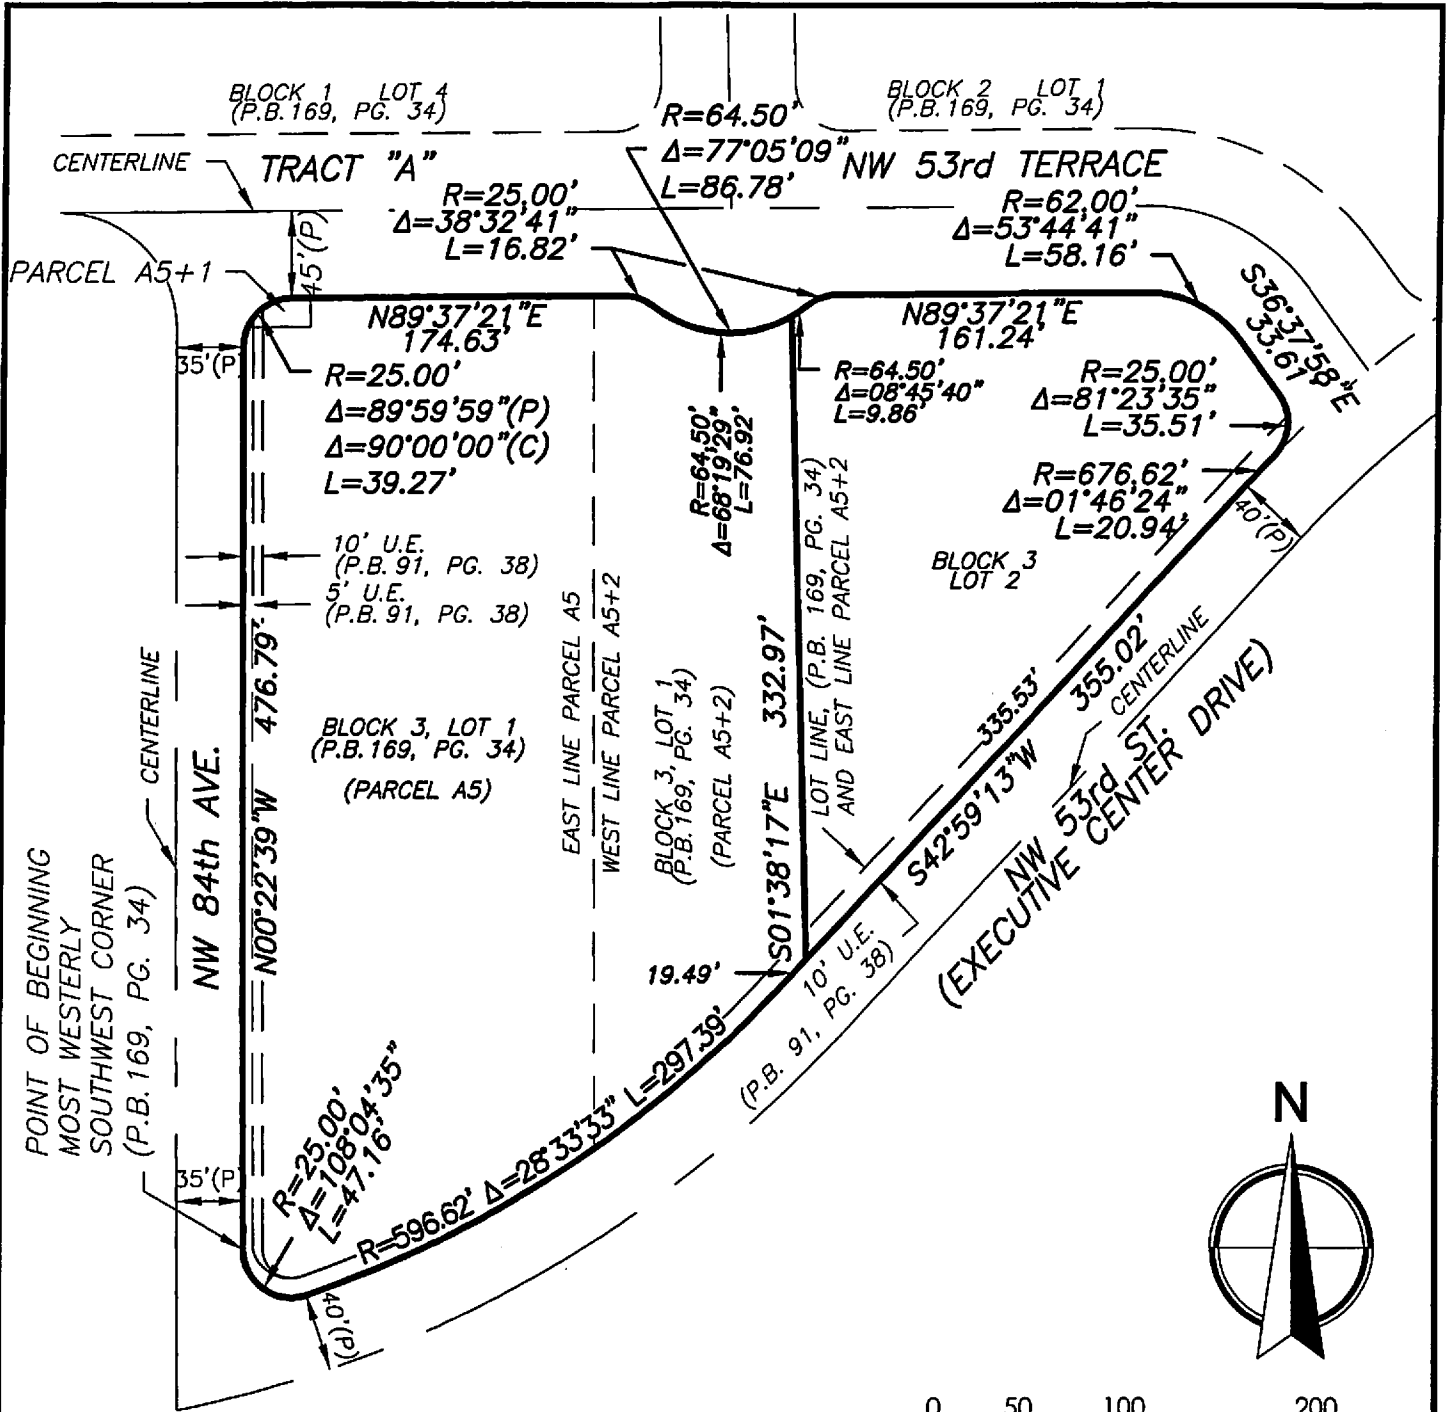 BLOCK 1 LOT 4
(P.B. 169, PG. 34)
BLOCK 2 LOT 1
(P.B. 169, PG. 34)
CENTERLINE
TRACT "A"
NW 53rd TERRACE
R=64.50'
Δ=77°05'09"
L=86.78'
R=25.00'
Δ=38°32'41"
L=16.82'
R=62.00'
Δ=53°44'41"
L=58.16'
45'(P)
PARCEL A5+1
S36°37'58"E
33.61'
N89°37'21"E
174.63'
N89°37'21"E
161.24'
35'(P)
R=25.00'
Δ=89°59'59"(P)
Δ=90°00'00"(C)
L=39.27'
R=64.50'
Δ=68°19'29"
L=76.92'
R=64.50'
Δ=08°45'40"
L=9.86'
R=25.00'
Δ=81°23'35"
L=35.51'
R=676.62'
Δ=01°46'24"
L=20.94'
40'(P)
10' U.E.
(P.B. 91, PG. 38)
5' U.E.
(P.B. 91, PG. 38)
BLOCK 3
LOT 2
EAST LINE PARCEL A5
WEST LINE PARCEL A5+2
LOT LINE, (P.B. 169, PG. 34)
AND EAST LINE PARCEL A5+2
S01°38'17"E 332.97'
BLOCK 3, LOT 1
(P.B. 169, PG. 34)
(PARCEL A5+2)
BLOCK 3, LOT 1
(P.B. 169, PG. 34)
(PARCEL A5)
N00°22'39"W 476.79'
CENTERLINE
NW 84th AVE.
335.53'
355.02'
S42°59'13"W
CENTERLINE
NW 53rd ST.
(EXECUTIVE CENTER DRIVE)
10' U.E.
(P.B. 91, PG. 38)
19.49'
POINT OF BEGINNING
MOST WESTERLY
SOUTHWEST CORNER
(P.B. 169, PG. 34)
35'(P)
R=25.00'
Δ=108°04'35"
L=47.16'
R=596.62' Δ=28°33'33" L=297.39'
40'(P)
N
0 50 100 200